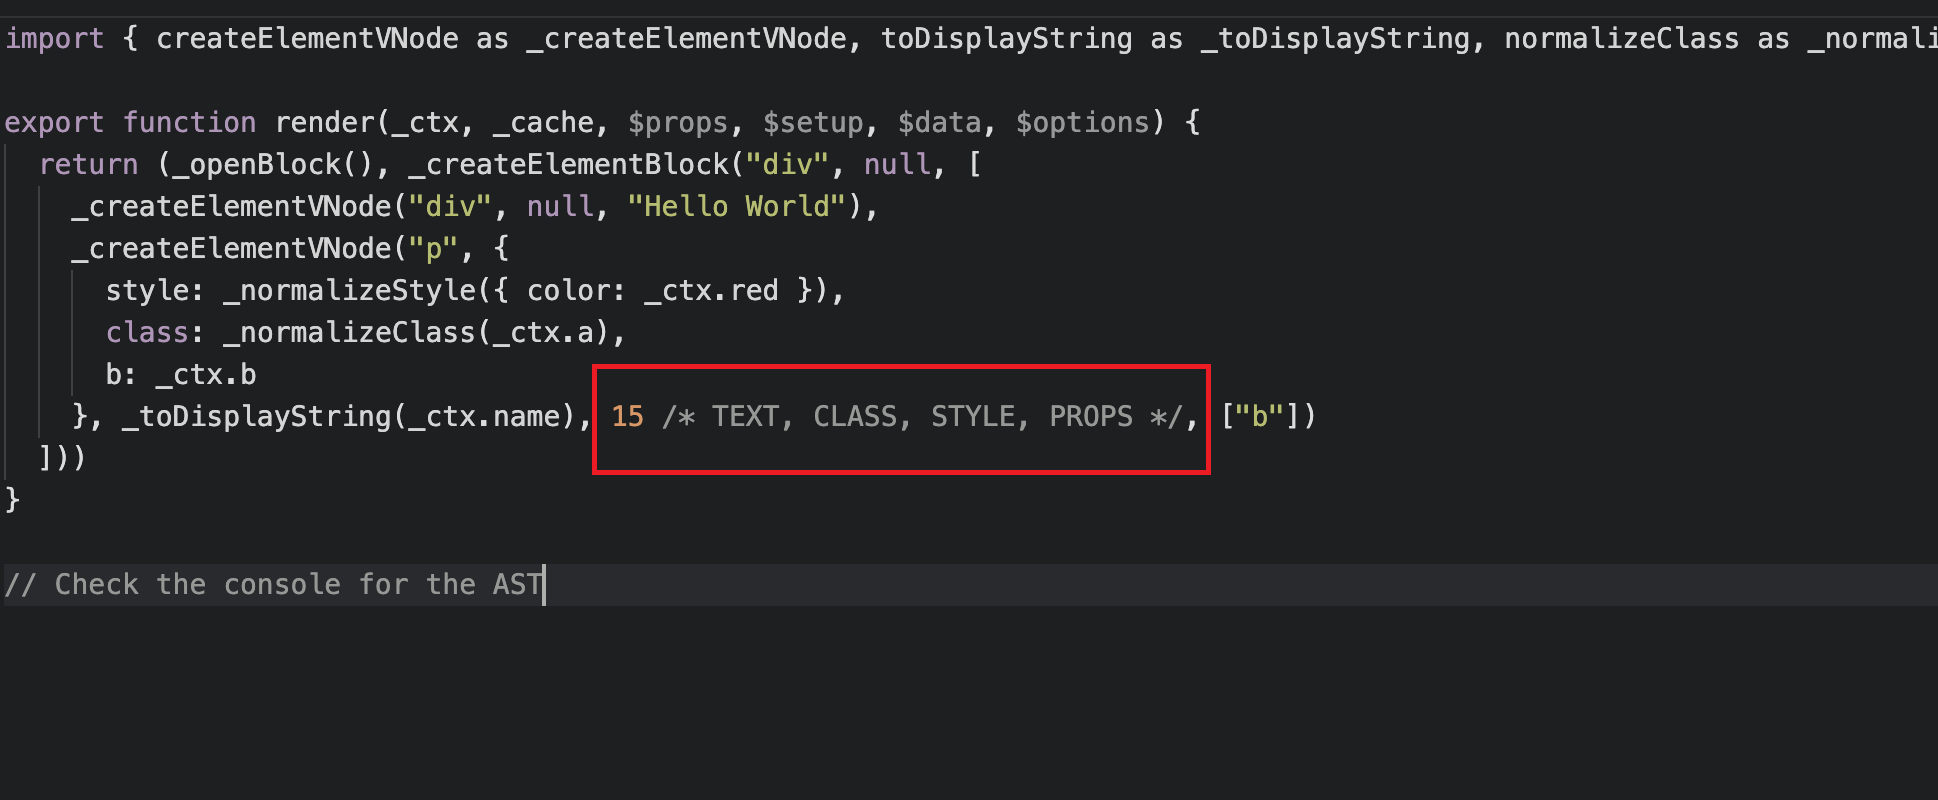 import { createElementVNode as _createElementVNode, toDisplayString as _toDisplayString, normalizeClass as _normali
export function render(_ctx, _cache, $props, $setup, $data, $options) {
  return (_openBlock(), _createElementBlock("div", null, [
    _createElementVNode("div", null, "Hello World"),
    _createElementVNode("p", {
      style: _normalizeStyle({ color: _ctx.red }),
      class: _normalizeClass(_ctx.a),
      b: _ctx.b
    }, _toDisplayString(_ctx.name), 15 /* TEXT, CLASS, STYLE, PROPS */, ["b"])
  ]))
}
// Check the console for the AST